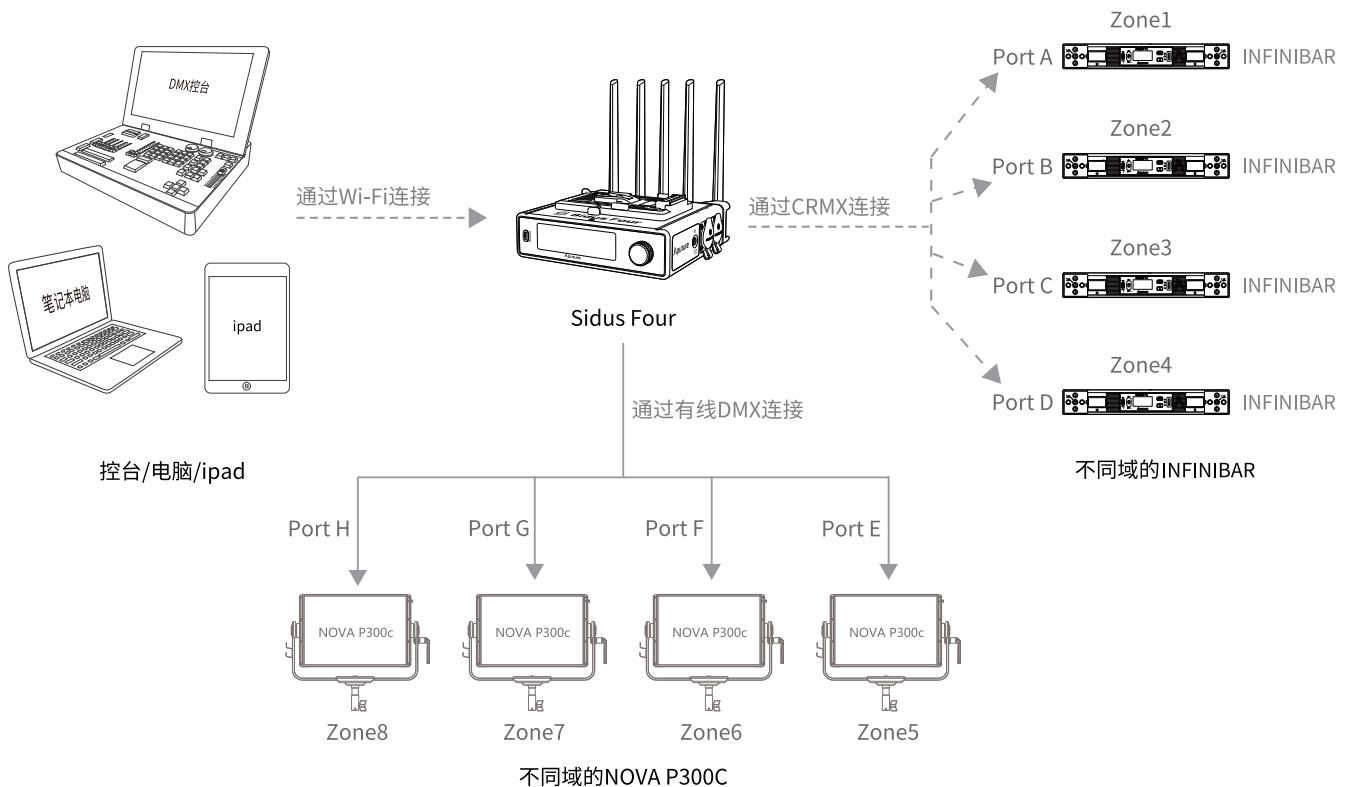 DMX控台
笔记本电脑
ipad
控台/电脑/ipad
通过Wi-Fi连接
SIDUS FOUR
Aputure
Aputure
Sidus Four
通过CRMX连接
Zone1
Port A
INFINIBAR
Zone2
Port B
INFINIBAR
Zone3
Port C
INFINIBAR
Zone4
Port D
INFINIBAR
不同域的INFINIBAR
通过有线DMX连接
Port H
Port G
Port F
Port E
NOVA P300c
NOVA P300c
NOVA P300c
NOVA P300c
Zone8
Zone7
Zone6
Zone5
不同域的NOVA P300C